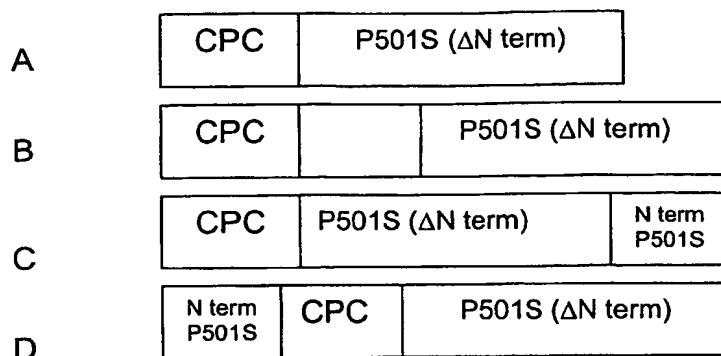 A CPC P501S (ΔN term)
B CPC P501S (ΔN term)
C CPC P501S (ΔN term) N term P501S
D N term P501S CPC P501S (ΔN term)